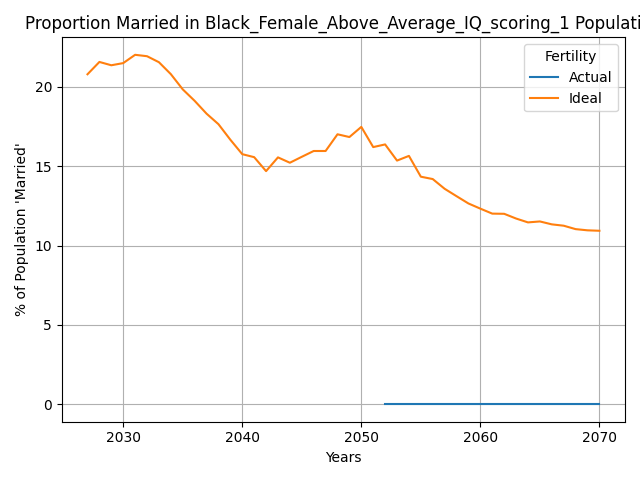 Proportion Married in Black_Female_Above_Average_IQ_scoring_1 Populati
Fertility
Actual
Ideal
20
15
10
5
0
% of Population 'Married'
2030 2040 2050 2060 2070
Years